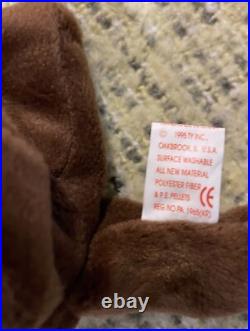 © 1995 TY INC.,
OAKBROOK, IL U.S.A.
SURFACE WASHABLE
ALL NEW MATERIAL
POLYESTER FIBER
& P.E. PELLETS CE
REG. NO PA. 1965(KR)